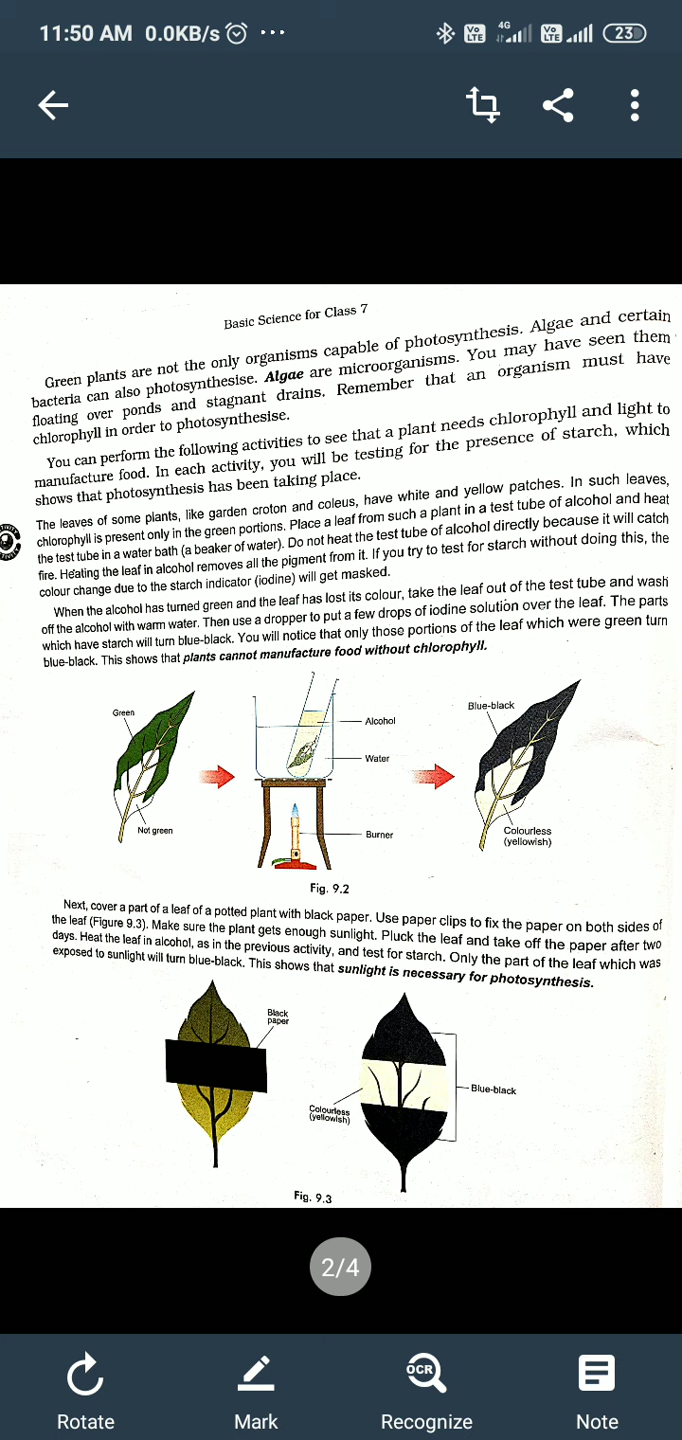 11:50 AM 0.0KB/s ...
Vo LTE 4G Vo LTE 23
Basic Science for Class 7
Green plants are not the only organisms capable of photosynthesis. Algae and certain
bacteria can also photosynthesise. Algae are microorganisms. You may have seen them
floating over ponds and stagnant drains. Remember that an organism must have
chlorophyll in order to photosynthesise.
You can perform the following activities to see that a plant needs chlorophyll and light to
manufacture food. In each activity, you will be testing for the presence of starch, which
shows that photosynthesis has been taking place.
The leaves of some plants, like garden croton and coleus, have white and yellow patches. In such leaves,
chlorophyll is present only in the green portions. Place a leaf from such a plant in a test tube of alcohol and heat
the test tube in a water bath (a beaker of water). Do not heat the test tube of alcohol directly because it will catch
fire. Heating the leaf in alcohol removes all the pigment from it. If you try to test for starch without doing this, the
colour change due to the starch indicator (iodine) will get masked.
When the alcohol has turned green and the leaf has lost its colour, take the leaf out of the test tube and wash
off the alcohol with warm water. Then use a dropper to put a few drops of iodine solution over the leaf. The parts
which have starch will turn blue-black. You will notice that only those portions of the leaf which were green turn
blue-black. This shows that plants cannot manufacture food without chlorophyll.
Green
Not green
Alcohol
Water
Burner
Blue-black
Colourless
(yellowish)
Fig. 9.2
Next, cover a part of a leaf of a potted plant with black paper. Use paper clips to fix the paper on both sides of
the leaf (Figure 9.3). Make sure the plant gets enough sunlight. Pluck the leaf and take off the paper after two
days. Heat the leaf in alcohol, as in the previous activity, and test for starch. Only the part of the leaf which was
exposed to sunlight will turn blue-black. This shows that sunlight is necessary for photosynthesis.
Black
paper
Colourless
(yellowish)
Blue-black
Fig. 9.3
2/4
Rotate
Mark
OCR
Recognize
Note